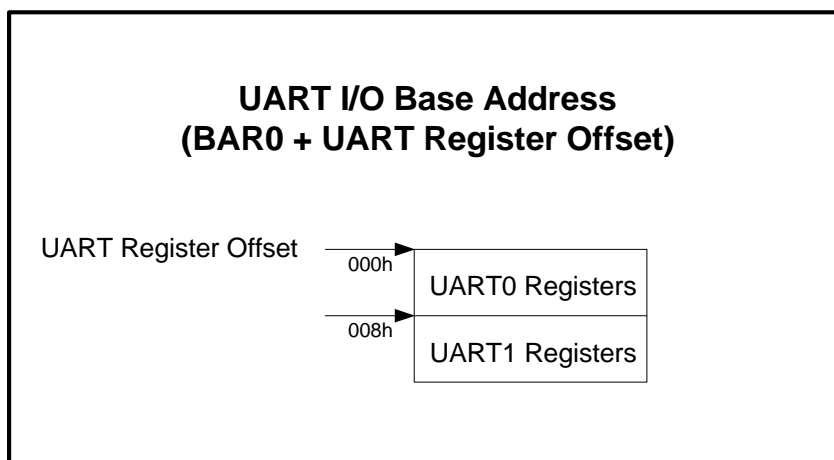 UART I/O Base Address
(BAR0 + UART Register Offset)
UART Register Offset
000h
UART0 Registers
008h
UART1 Registers